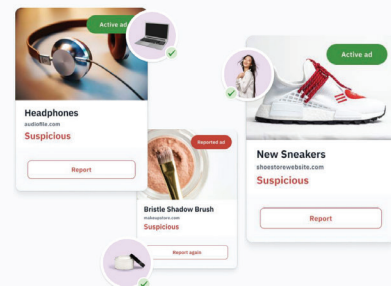 Active ad
Headphones
audiofile.com
Suspicious
Report
Reported ad
Bristle Shadow Brush
makeupstore.com
Suspicious
Report again
Active ad
New Sneakers
shoestorewebsite.com
Suspicious
Report